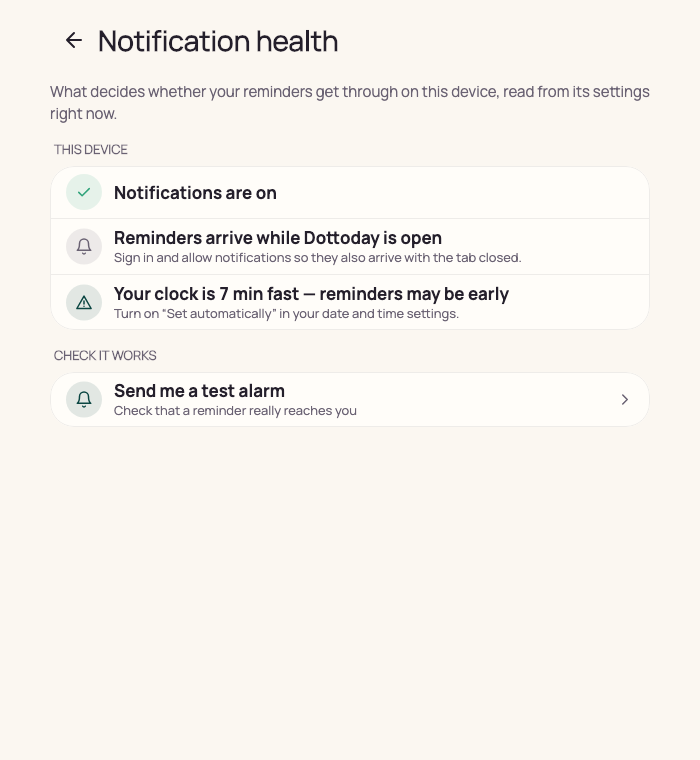 Notification health
What decides whether your reminders get through on this device, read from its settings
right now.
THIS DEVICE
Notifications are on
Reminders arrive while Dottoday is open
Sign in and allow notifications so they also arrive with the tab closed.
Your clock is 7 min fast — reminders may be early
Turn on “Set automatically” in your date and time settings.
CHECK IT WORKS
Send me a test alarm
Check that a reminder really reaches you